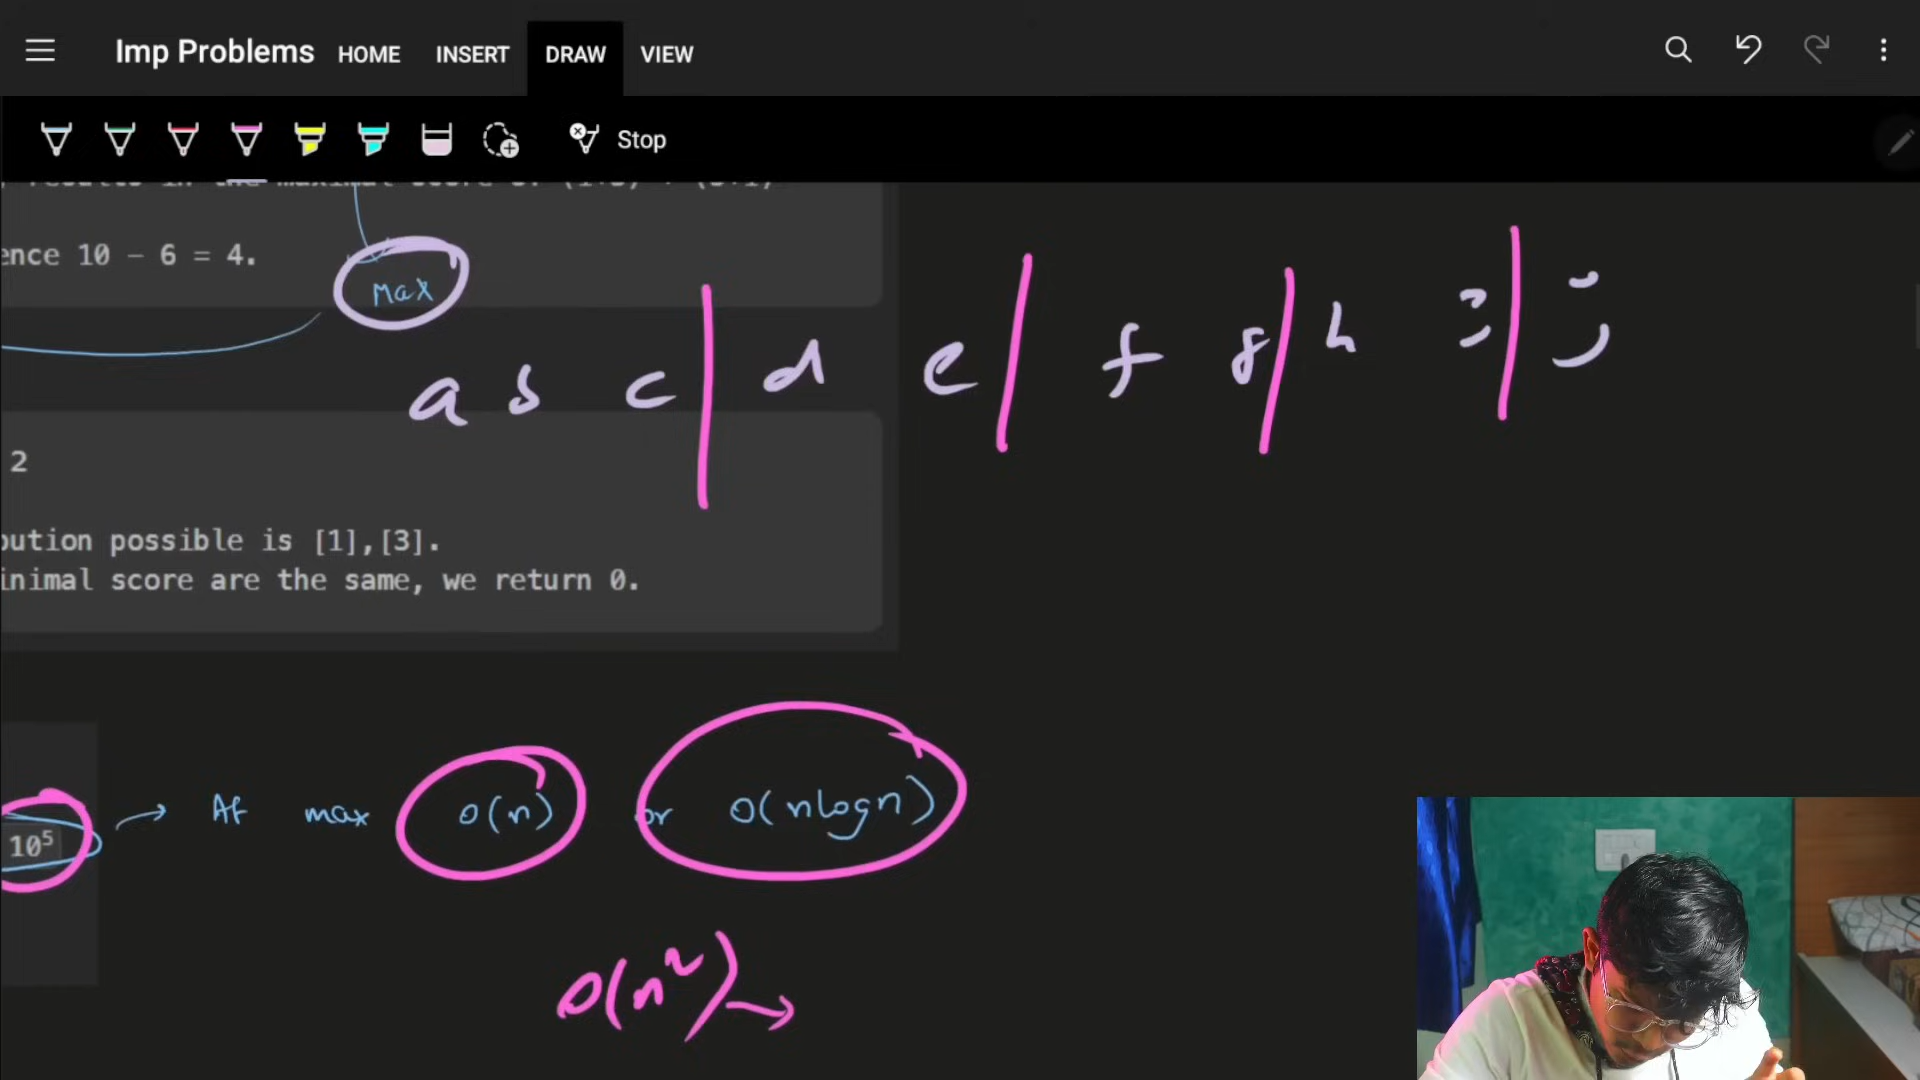 Imp Problems HOME INSERT DRAW VIEW
Stop
ence 10 - 6 = 4.
Max
a b c | d e | f g | h i | j
2
bution possible is [1],[3].
inimal score are the same, we return 0.
10⁵ → At max O(n) or O(nlogn)
O(n²) →